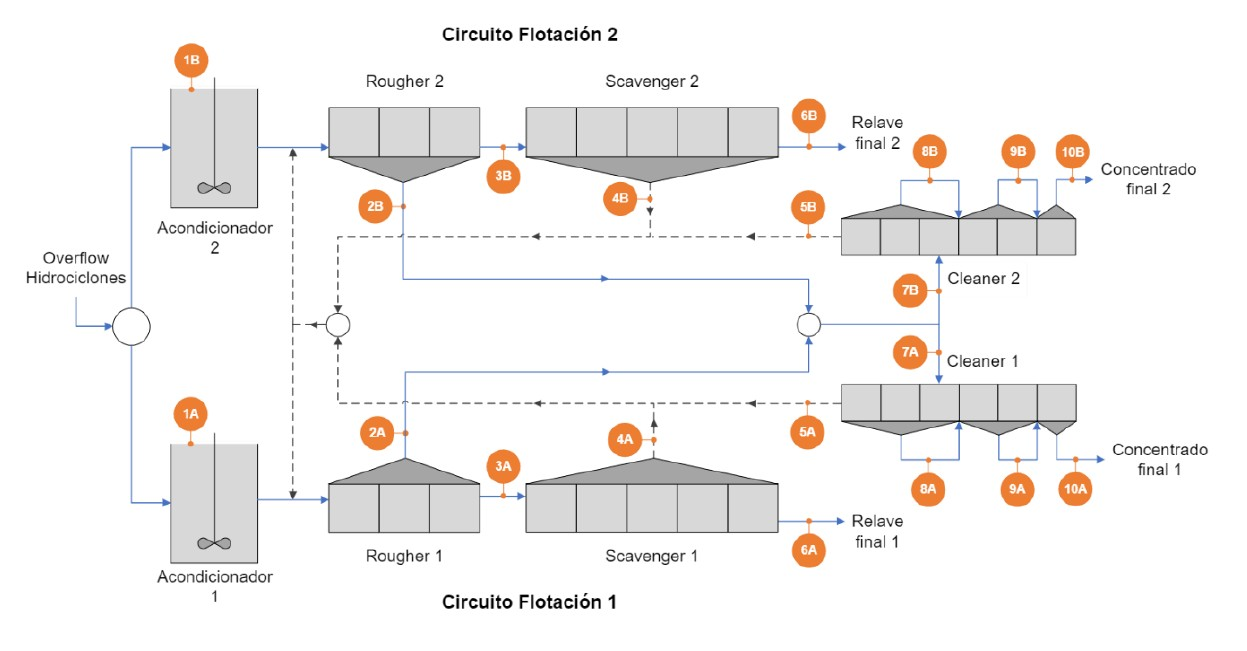 Circuito Flotación 2
1B
Rougher 2
Scavenger 2
6B
Relave
final 2
8B
9B
10B
Concentrado
final 2
3B
2B
4B
5B
Acondicionador
2
Overflow
Hidrociclones
Cleaner 2
7B
7A
Cleaner 1
1A
2A
3A
4A
5A
8A
9A
10A
Concentrado
final 1
Relave
final 1
6A
Rougher 1
Scavenger 1
Acondicionador
1
Circuito Flotación 1